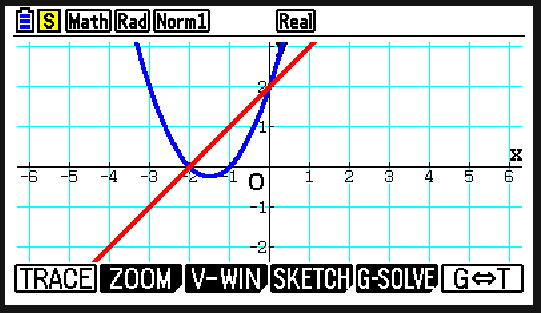 S Math Rad Norm1 Real
y
2
1
x
-6 -5 -4 -3 -2 -1 O 1 2 3 4 5 6
-1
-2
TRACE ZOOM V-WIN SKETCH G-SOLVE G⇔T